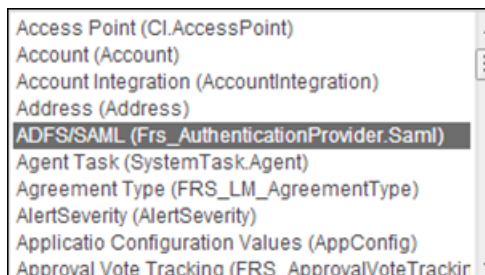 Access Point (CI.AccessPoint)
Account (Account)
Account Integration (AccountIntegration)
Address (Address)
ADFS/SAML (Frs_AuthenticationProvider.Saml)
Agent Task (SystemTask.Agent)
Agreement Type (FRS_LM_AgreementType)
AlertSeverity (AlertSeverity)
Applicatio Configuration Values (AppConfig)
Approval Vote Tracking (FRS_ApprovalVoteTrackin